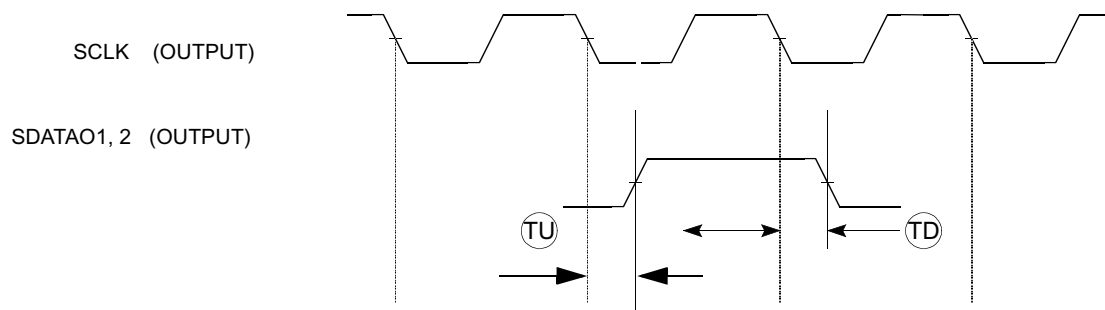 SCLK (OUTPUT)
SDATAO1, 2 (OUTPUT)
TU
TD